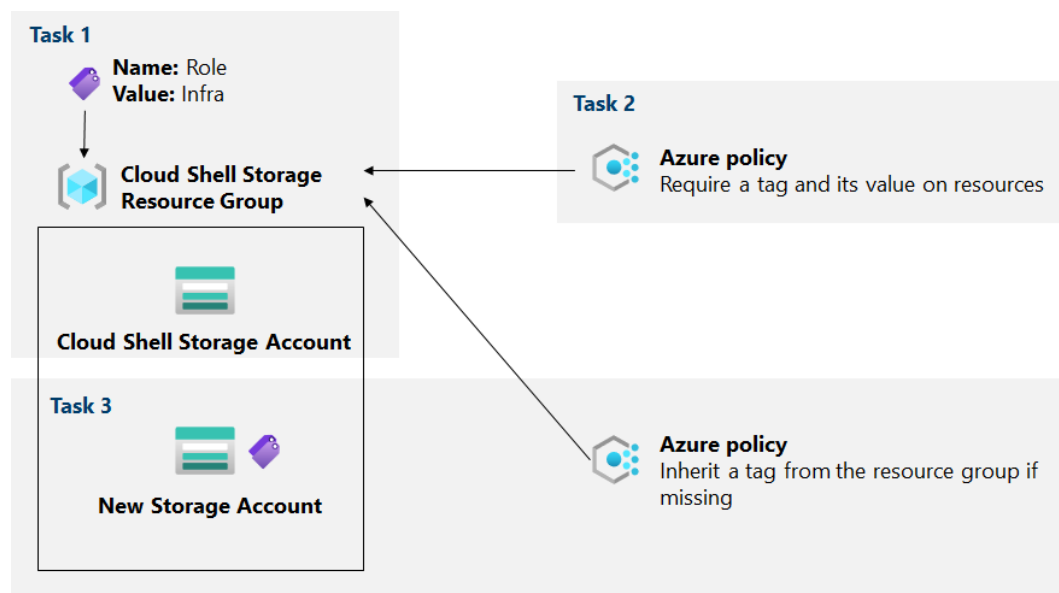 Task 1
Name: Role
Value: Infra
Cloud Shell Storage
Resource Group
Cloud Shell Storage Account
Task 2
Azure policy
Require a tag and its value on resources
Task 3
New Storage Account
Azure policy
Inherit a tag from the resource group if
missing